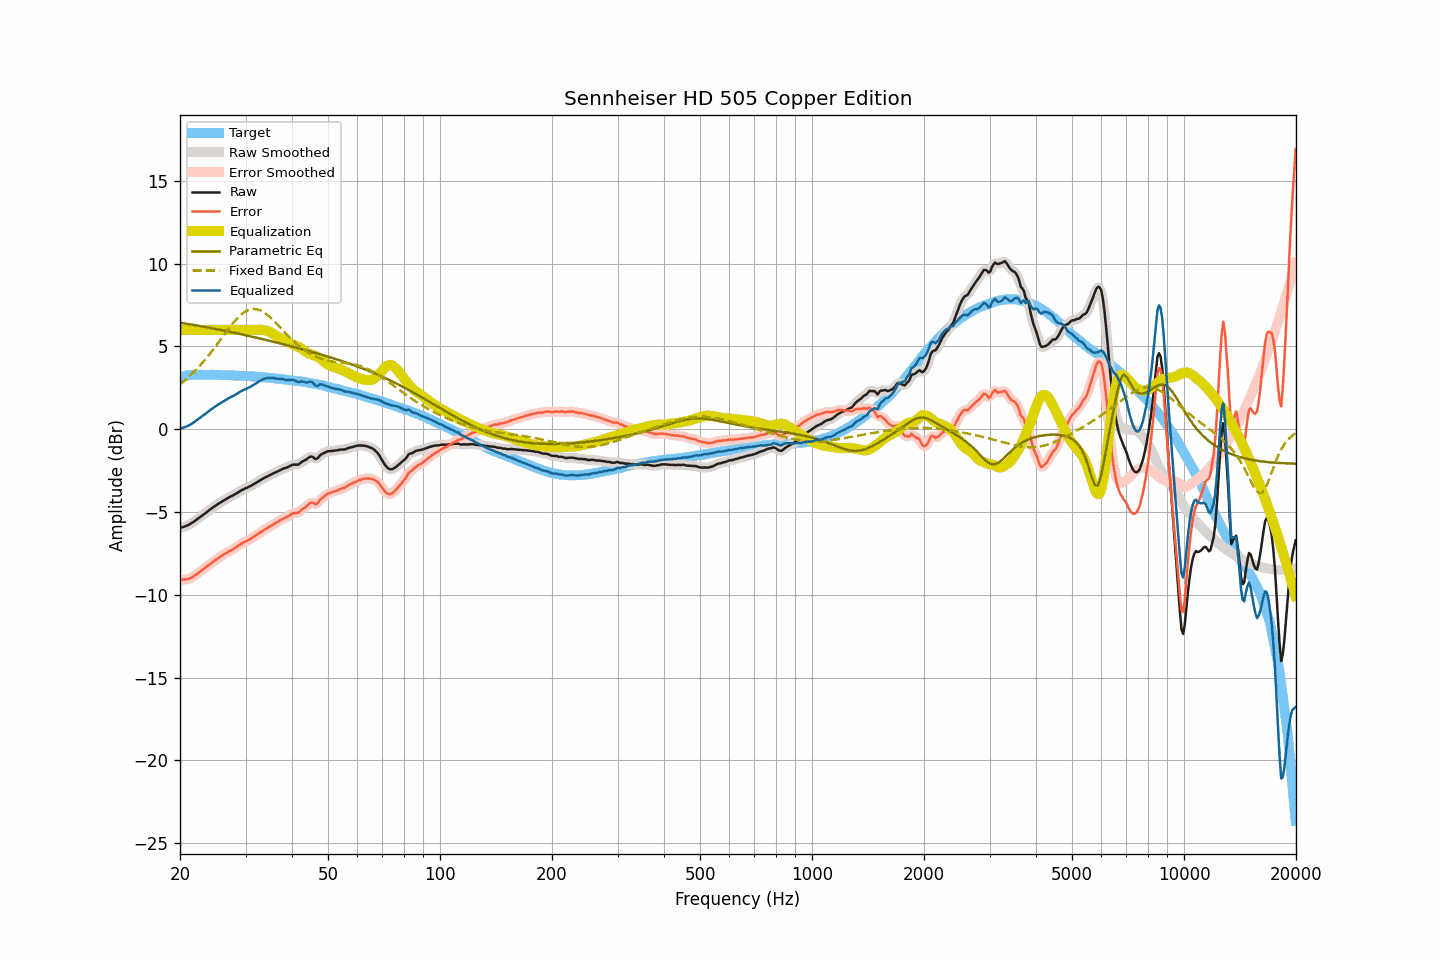 Sennheiser HD 505 Copper Edition
Target
Raw Smoothed
Error Smoothed
Raw
Error
Equalization
Parametric Eq
Fixed Band Eq
Equalized
15
10
5
0
−5
−10
−15
−20
−25
Amplitude (dBr)
20 50 100 200 500 1000 2000 5000 10000 20000
Frequency (Hz)